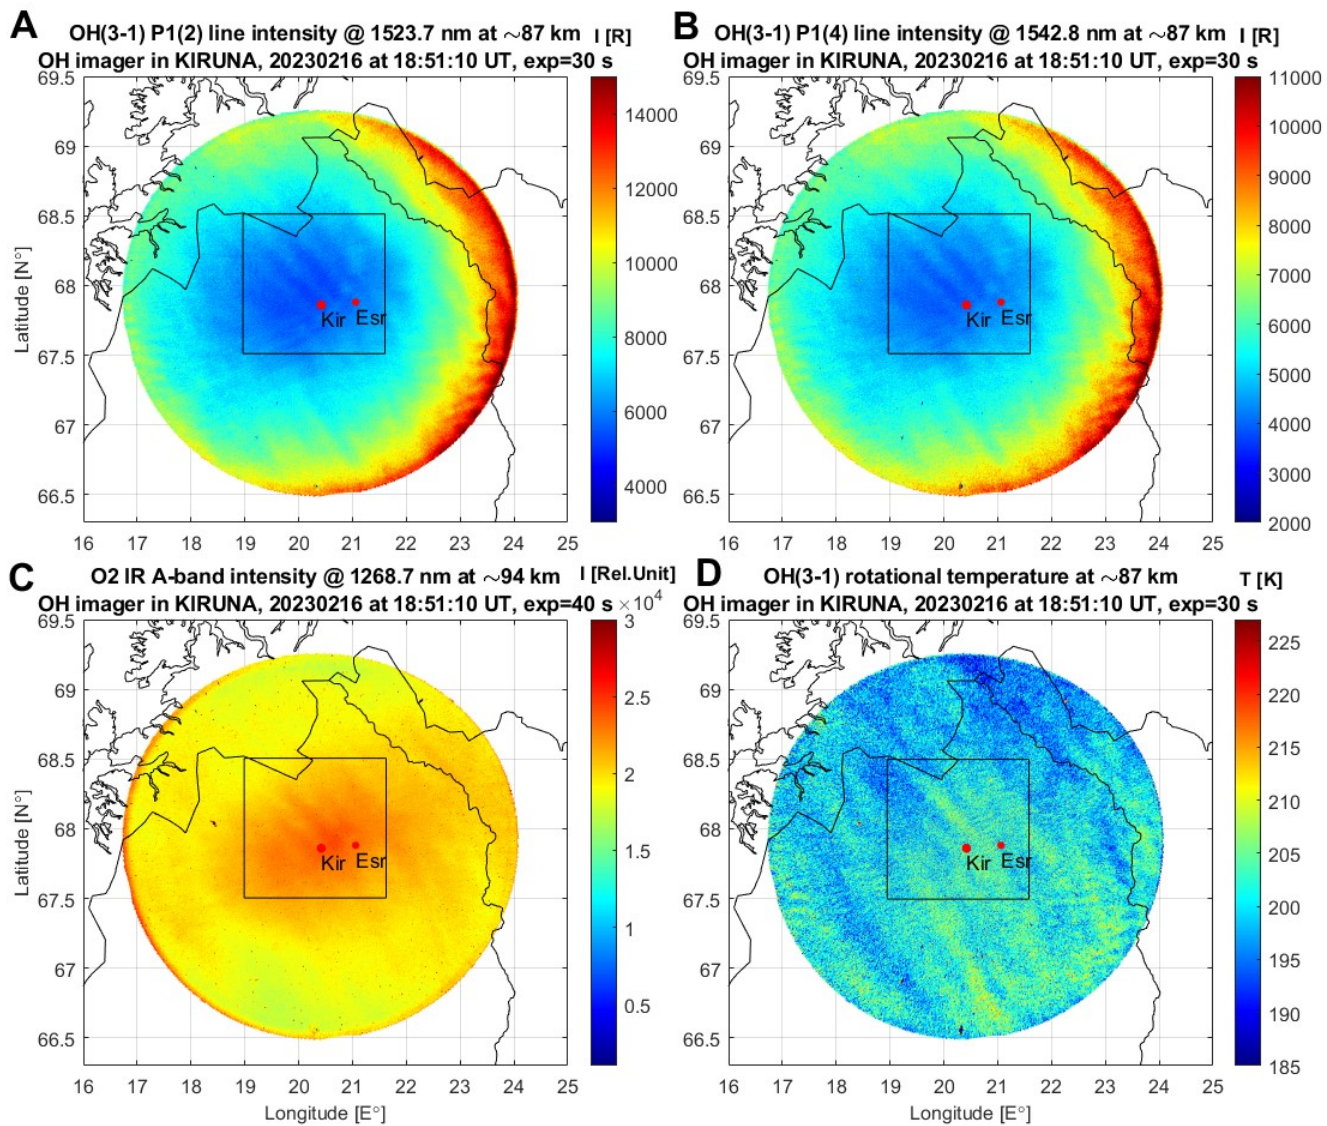 A
OH(3-1) P1(2) line intensity @ 1523.7 nm at ~87 km I [R]
OH imager in KIRUNA, 20230216 at 18:51:10 UT, exp=30 s
69.5
69
68.5
68
67.5
67
66.5
Latitude [N°]
16 17 18 19 20 21 22 23 24 25
Kir Esr
14000
12000
10000
8000
6000
4000
B
OH(3-1) P1(4) line intensity @ 1542.8 nm at ~87 km I [R]
OH imager in KIRUNA, 20230216 at 18:51:10 UT, exp=30 s
69.5
69
68.5
68
67.5
67
66.5
16 17 18 19 20 21 22 23 24 25
Kir Esr
11000
10000
9000
8000
7000
6000
5000
4000
3000
2000
C
O2 IR A-band intensity @ 1268.7 nm at ~94 km I [Rel.Unit]
OH imager in KIRUNA, 20230216 at 18:51:10 UT, exp=40 s ×10^4
69.5
69
68.5
68
67.5
67
66.5
Latitude [N°]
16 17 18 19 20 21 22 23 24 25
Longitude [E°]
Kir Esr
3
2.5
2
1.5
1
0.5
D
OH(3-1) rotational temperature at ~87 km T [K]
OH imager in KIRUNA, 20230216 at 18:51:10 UT, exp=30 s
69.5
69
68.5
68
67.5
67
66.5
16 17 18 19 20 21 22 23 24 25
Longitude [E°]
Kir Esr
225
220
215
210
205
200
195
190
185